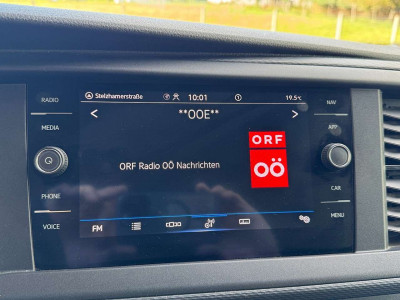 RADIO
MEDIA
PHONE
VOICE
Stelzhamerstraße 10:01 19.5°C
< **OOE** >
ORF Radio OÖ Nachrichten
ORF
OÖ
FM
NAV
APP
CAR
MENU